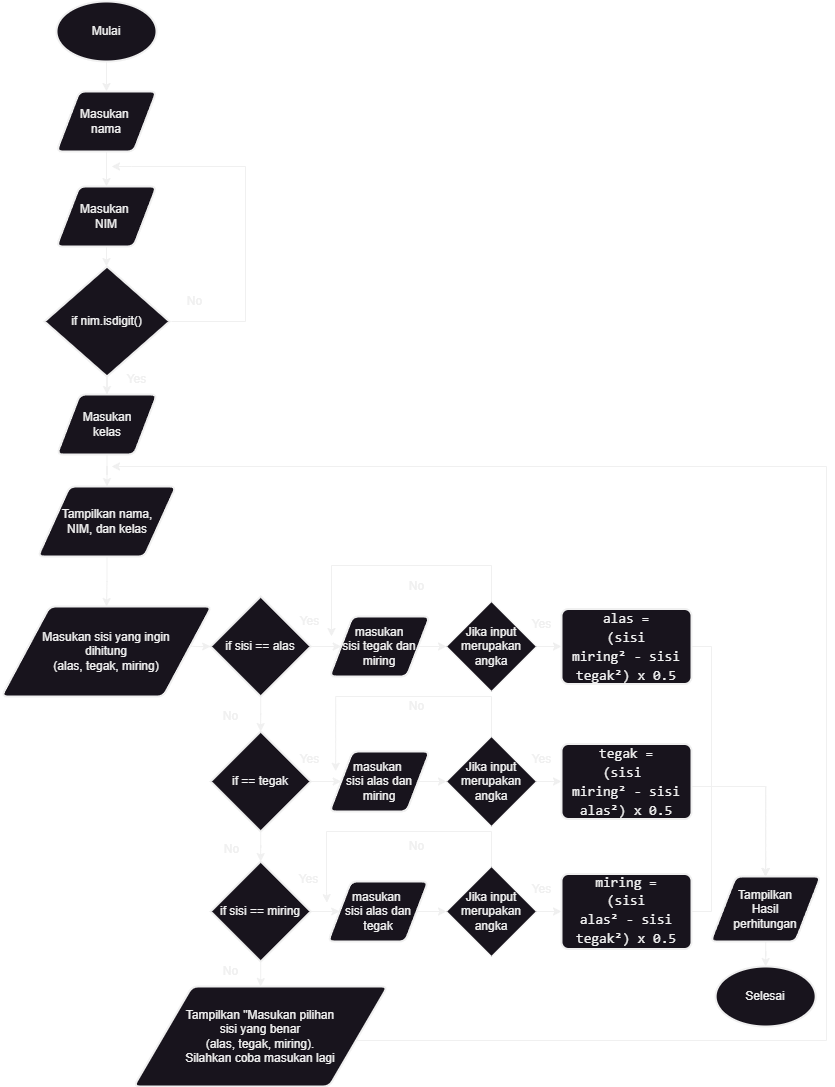 Mulai
Masukan
nama
Masukan
NIM
if nim.isdigit()
No
Yes
Masukan
kelas
Tampilkan nama,
NIM, dan kelas
Masukan sisi yang ingin
dihitung
(alas, tegak, miring)
if sisi == alas
Yes
No
masukan
sisi tegak dan
miring
No
Jika input
merupakan
angka
Yes
alas =
(sisi
miring² - sisi
tegak²) x 0.5
if == tegak
Yes
No
masukan
sisi alas dan
miring
No
Jika input
merupakan
angka
Yes
tegak =
(sisi
miring² - sisi
alas²) x 0.5
if sisi == miring
Yes
No
masukan
sisi alas dan
tegak
No
Jika input
merupakan
angka
Yes
miring =
(sisi
alas² - sisi
tegak²) x 0.5
Tampilkan
Hasil
perhitungan
Selesai
Tampilkan "Masukan pilihan
sisi yang benar
(alas, tegak, miring).
Silahkan coba masukan lagi